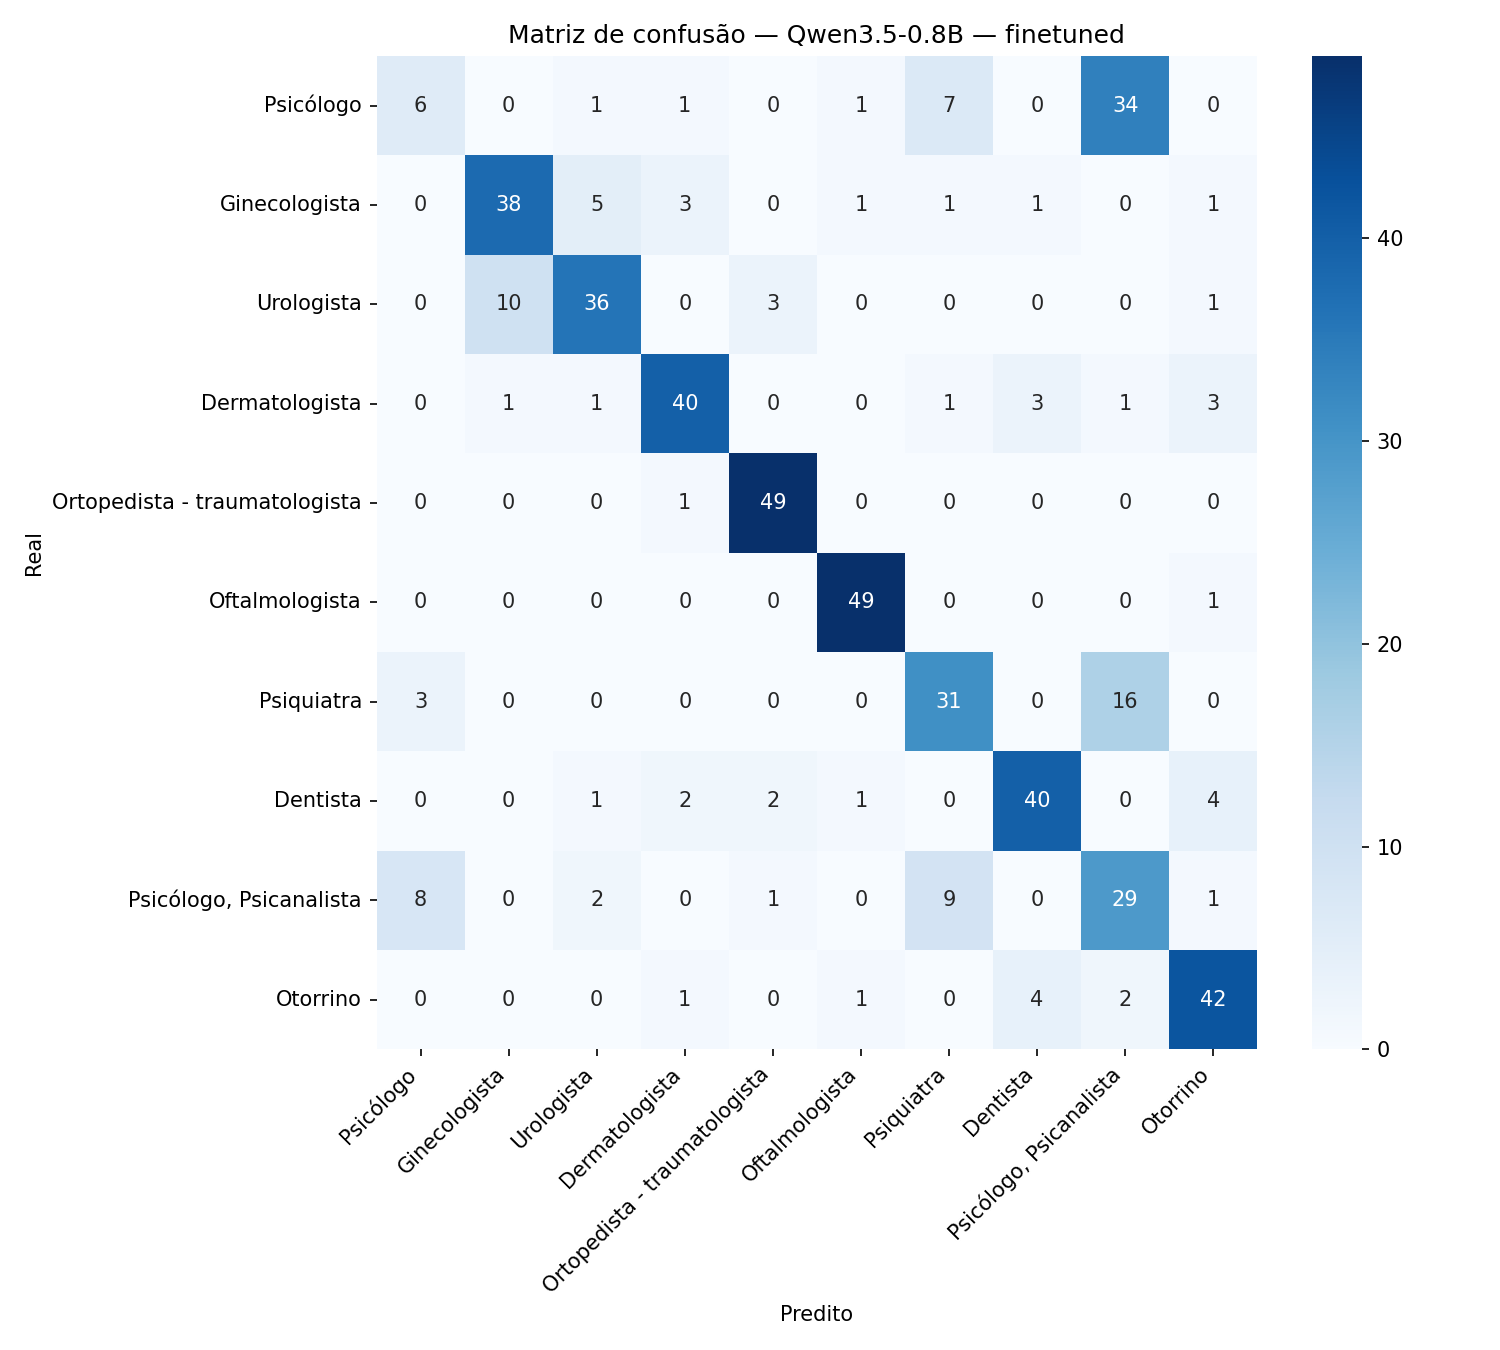 Matriz de confusão — Qwen3.5-0.8B — finetuned
Psicólogo 6 0 1 1 0 1 7 0 34 0
Ginecologista 0 38 5 3 0 1 1 1 0 1
Urologista 0 10 36 0 3 0 0 0 0 1
Dermatologista 0 1 1 40 0 0 1 3 1 3
Ortopedista - traumatologista 0 0 0 1 49 0 0 0 0 0
Oftalmologista 0 0 0 0 0 49 0 0 0 1
Psiquiatra 3 0 0 0 0 0 31 0 16 0
Dentista 0 0 1 2 2 1 0 40 0 4
Psicólogo, Psicanalista 8 0 2 0 1 0 9 0 29 1
Otorrino 0 0 0 1 0 1 0 4 2 42
Real
Psicólogo
Ginecologista
Urologista
Dermatologista
Ortopedista - traumatologista
Oftalmologista
Psiquiatra
Dentista
Psicólogo, Psicanalista
Otorrino
Predito
40
30
20
10
0